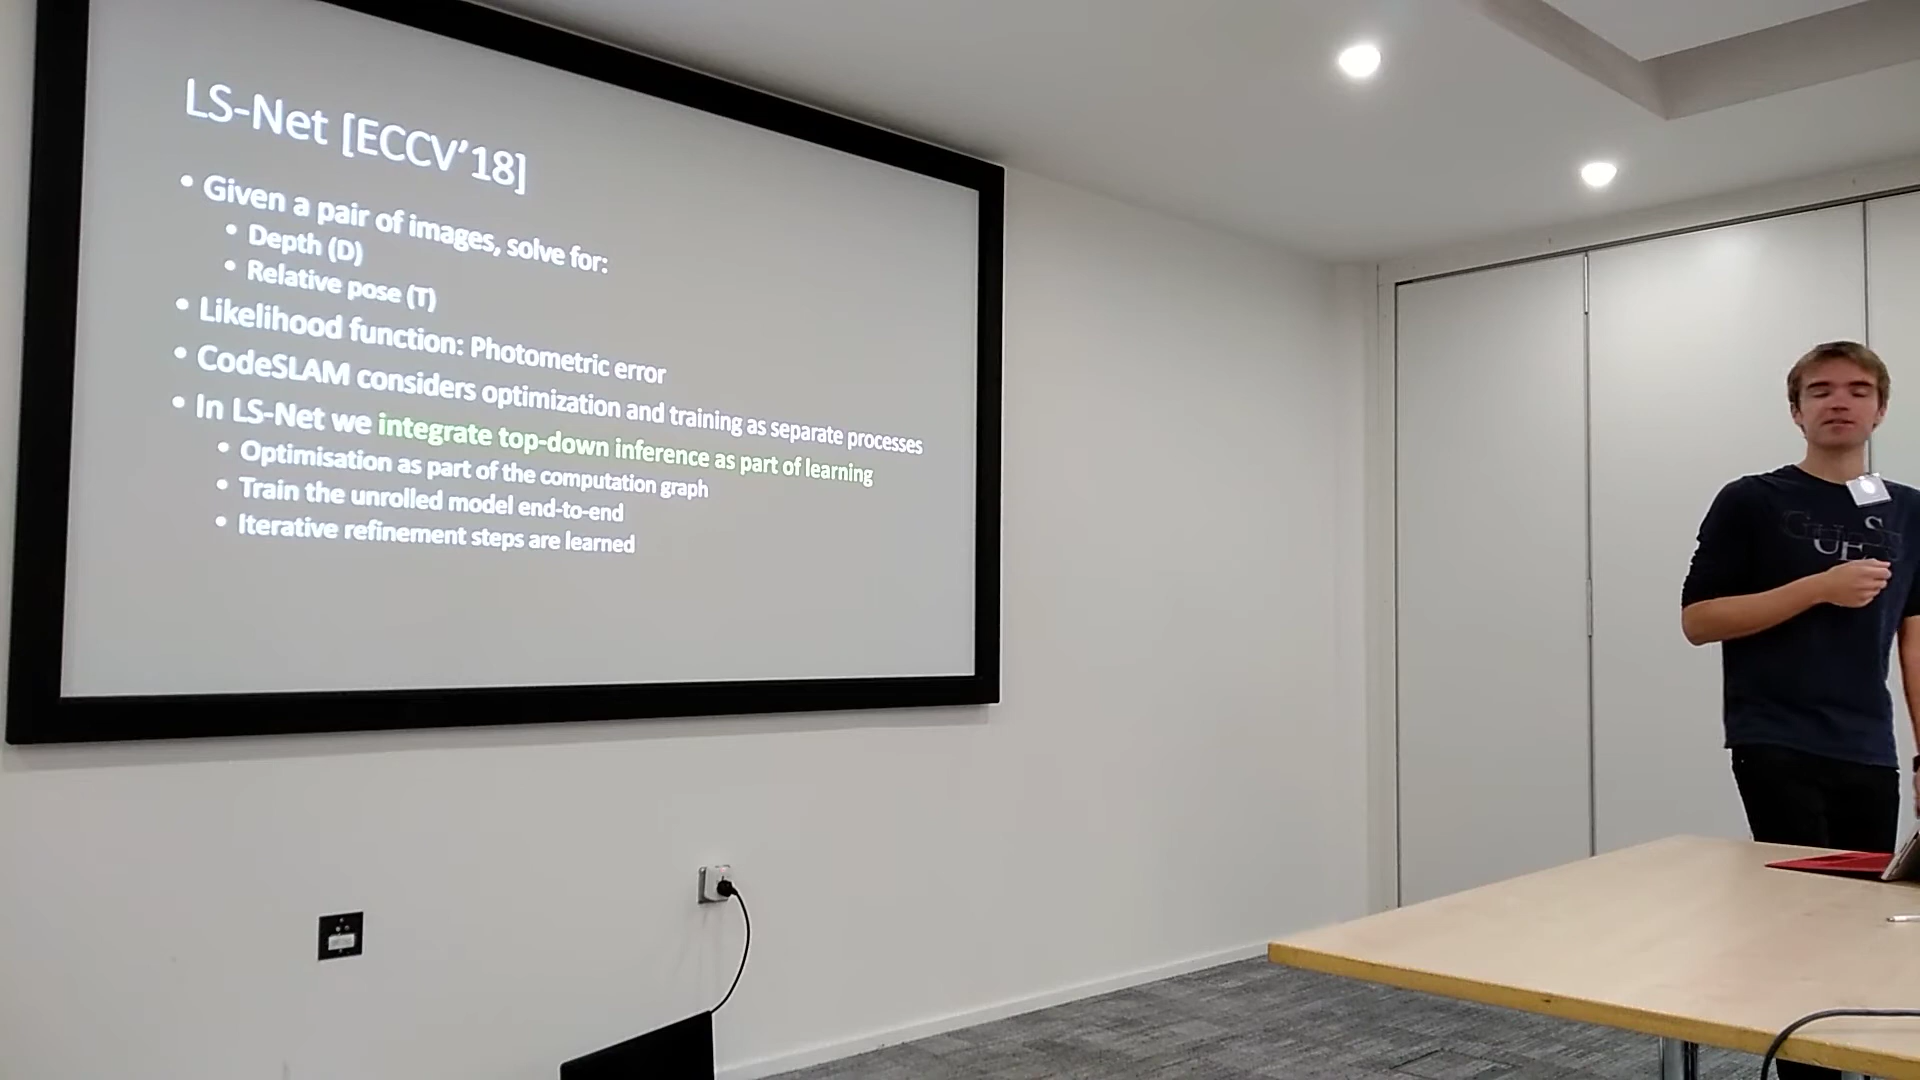 LS-Net [ECCV'18]
• Given a pair of images, solve for:
• Depth (D)
• Relative pose (T)
• Likelihood function: Photometric error
• CodeSLAM considers optimization and training as separate processes
• In LS-Net we integrate top-down inference as part of learning
• Optimisation as part of the computation graph
• Train the unrolled model end-to-end
• Iterative refinement steps are learned
GUESS